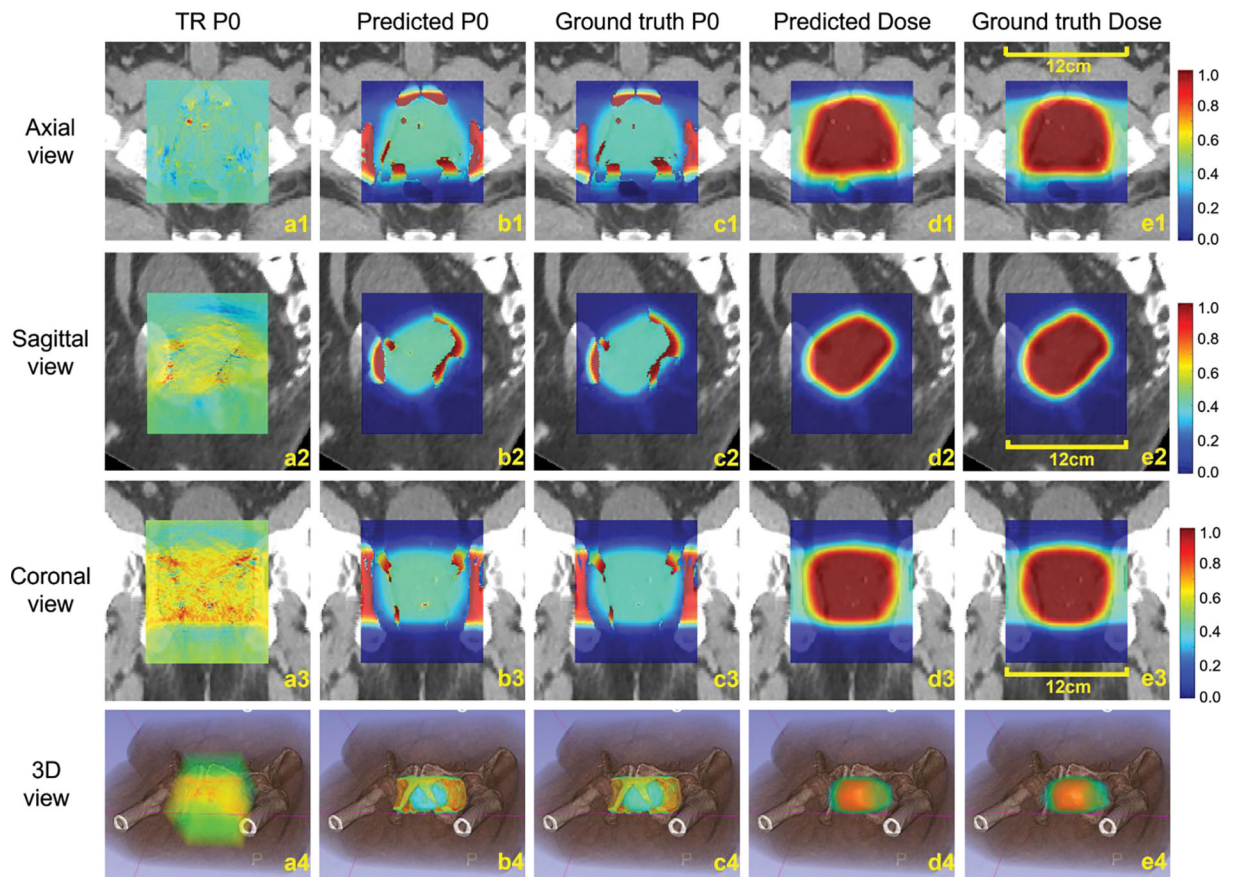 TR P0 Predicted P0 Ground truth P0 Predicted Dose Ground truth Dose
Axial
view
12cm
a1 b1 c1 d1 e1
1.0
0.8
0.6
0.4
0.2
0.0
Sagittal
view
12cm
a2 b2 c2 d2 e2
1.0
0.8
0.6
0.4
0.2
0.0
Coronal
view
12cm
a3 b3 c3 d3 e3
1.0
0.8
0.6
0.4
0.2
0.0
3D
view
P P P P P
a4 b4 c4 d4 e4